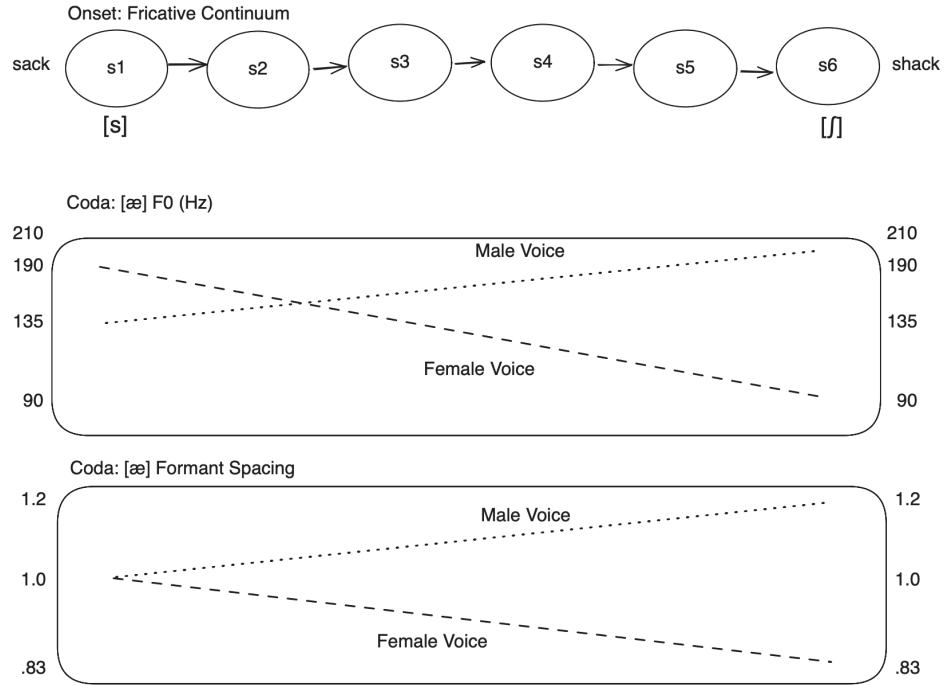 Onset: Fricative Continuum
sack s1 s2 s3 s4 s5 s6 shack
[s] [ʃ]
Coda: [æ] F0 (Hz)
210 210
Male Voice
190 190
135 135
Female Voice
90 90
Coda: [æ] Formant Spacing
1.2 1.2
Male Voice
1.0 1.0
Female Voice
.83 .83